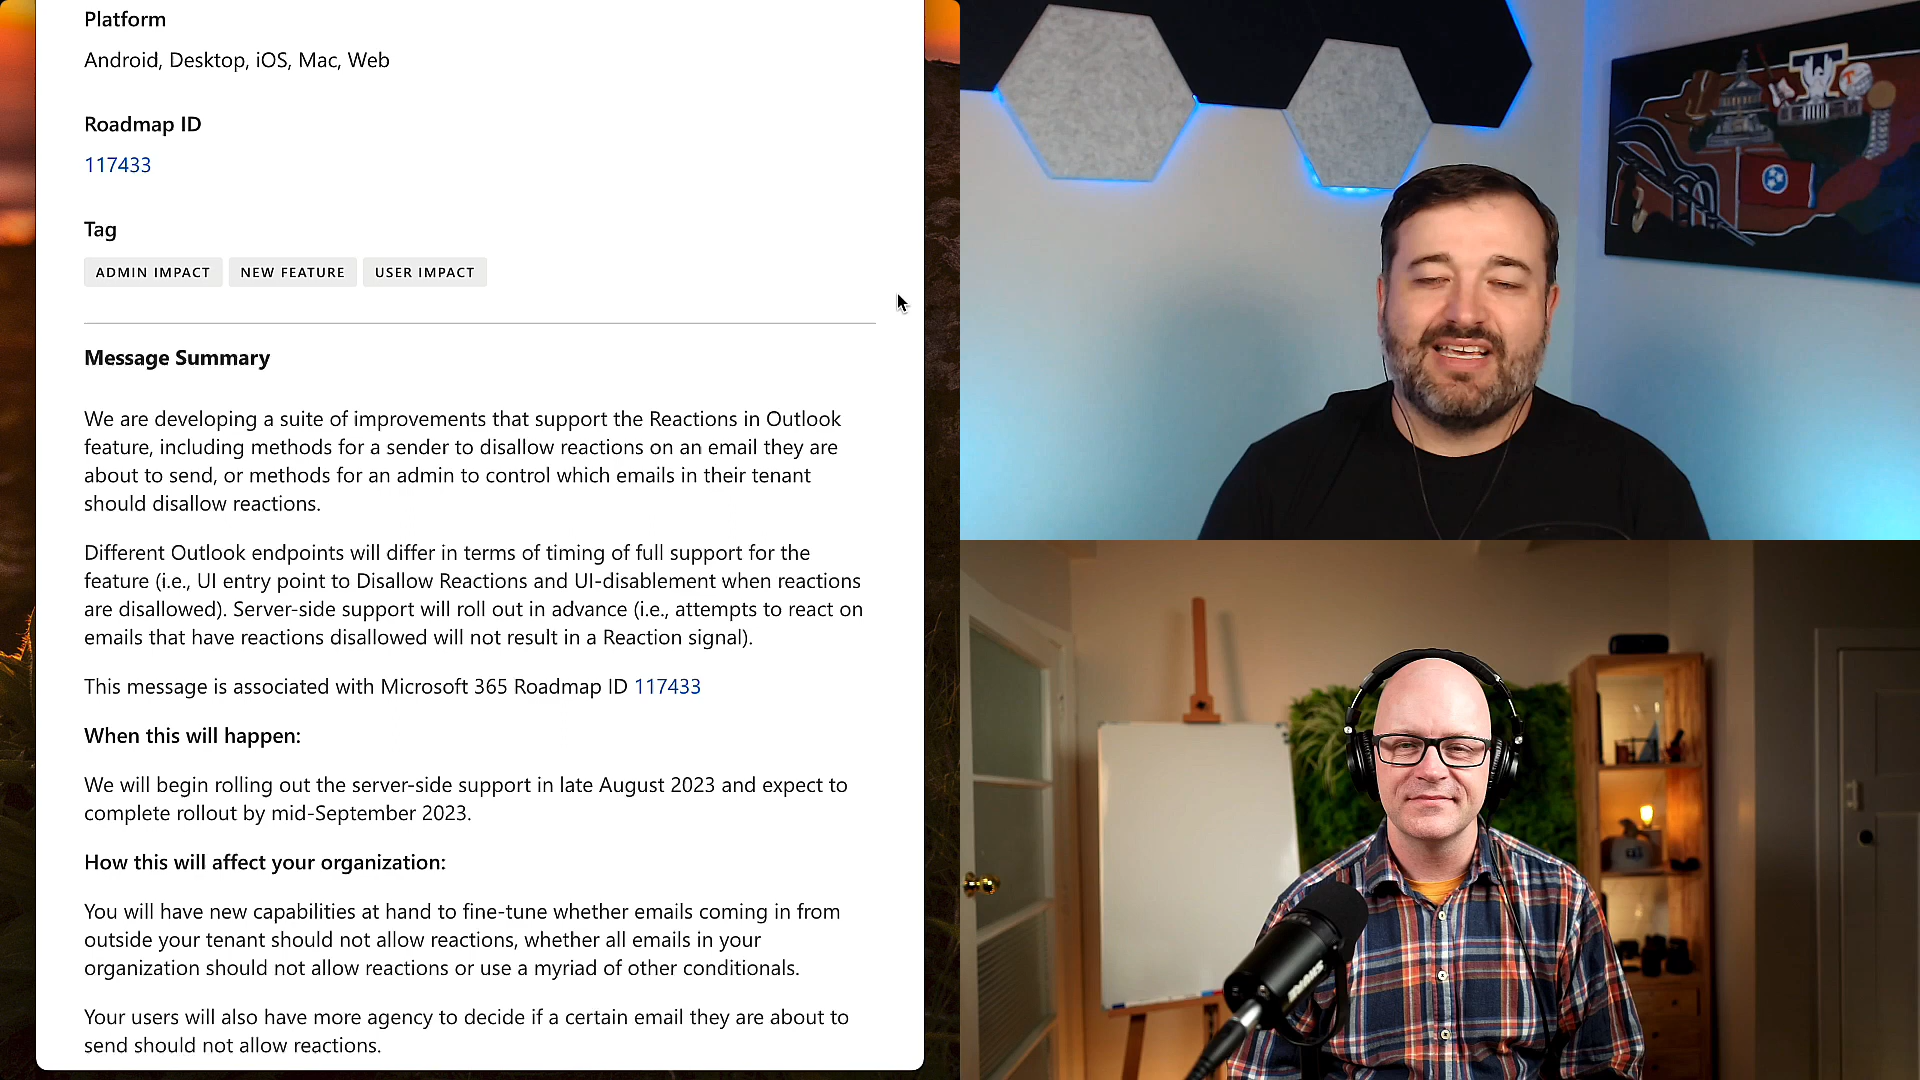 Platform
Android, Desktop, iOS, Mac, Web
Roadmap ID
117433
Tag
ADMIN IMPACT NEW FEATURE USER IMPACT
Message Summary
We are developing a suite of improvements that support the Reactions in Outlook
feature, including methods for a sender to disallow reactions on an email they are
about to send, or methods for an admin to control which emails in their tenant
should disallow reactions.
Different Outlook endpoints will differ in terms of timing of full support for the
feature (i.e., UI entry point to Disallow Reactions and UI-disablement when reactions
are disallowed). Server-side support will roll out in advance (i.e., attempts to react on
emails that have reactions disallowed will not result in a Reaction signal).
This message is associated with Microsoft 365 Roadmap ID 117433
When this will happen:
We will begin rolling out the server-side support in late August 2023 and expect to
complete rollout by mid-September 2023.
How this will affect your organization:
You will have new capabilities at hand to fine-tune whether emails coming in from
outside your tenant should not allow reactions, whether all emails in your
organization should not allow reactions or use a myriad of other conditionals.
Your users will also have more agency to decide if a certain email they are about to
send should not allow reactions.